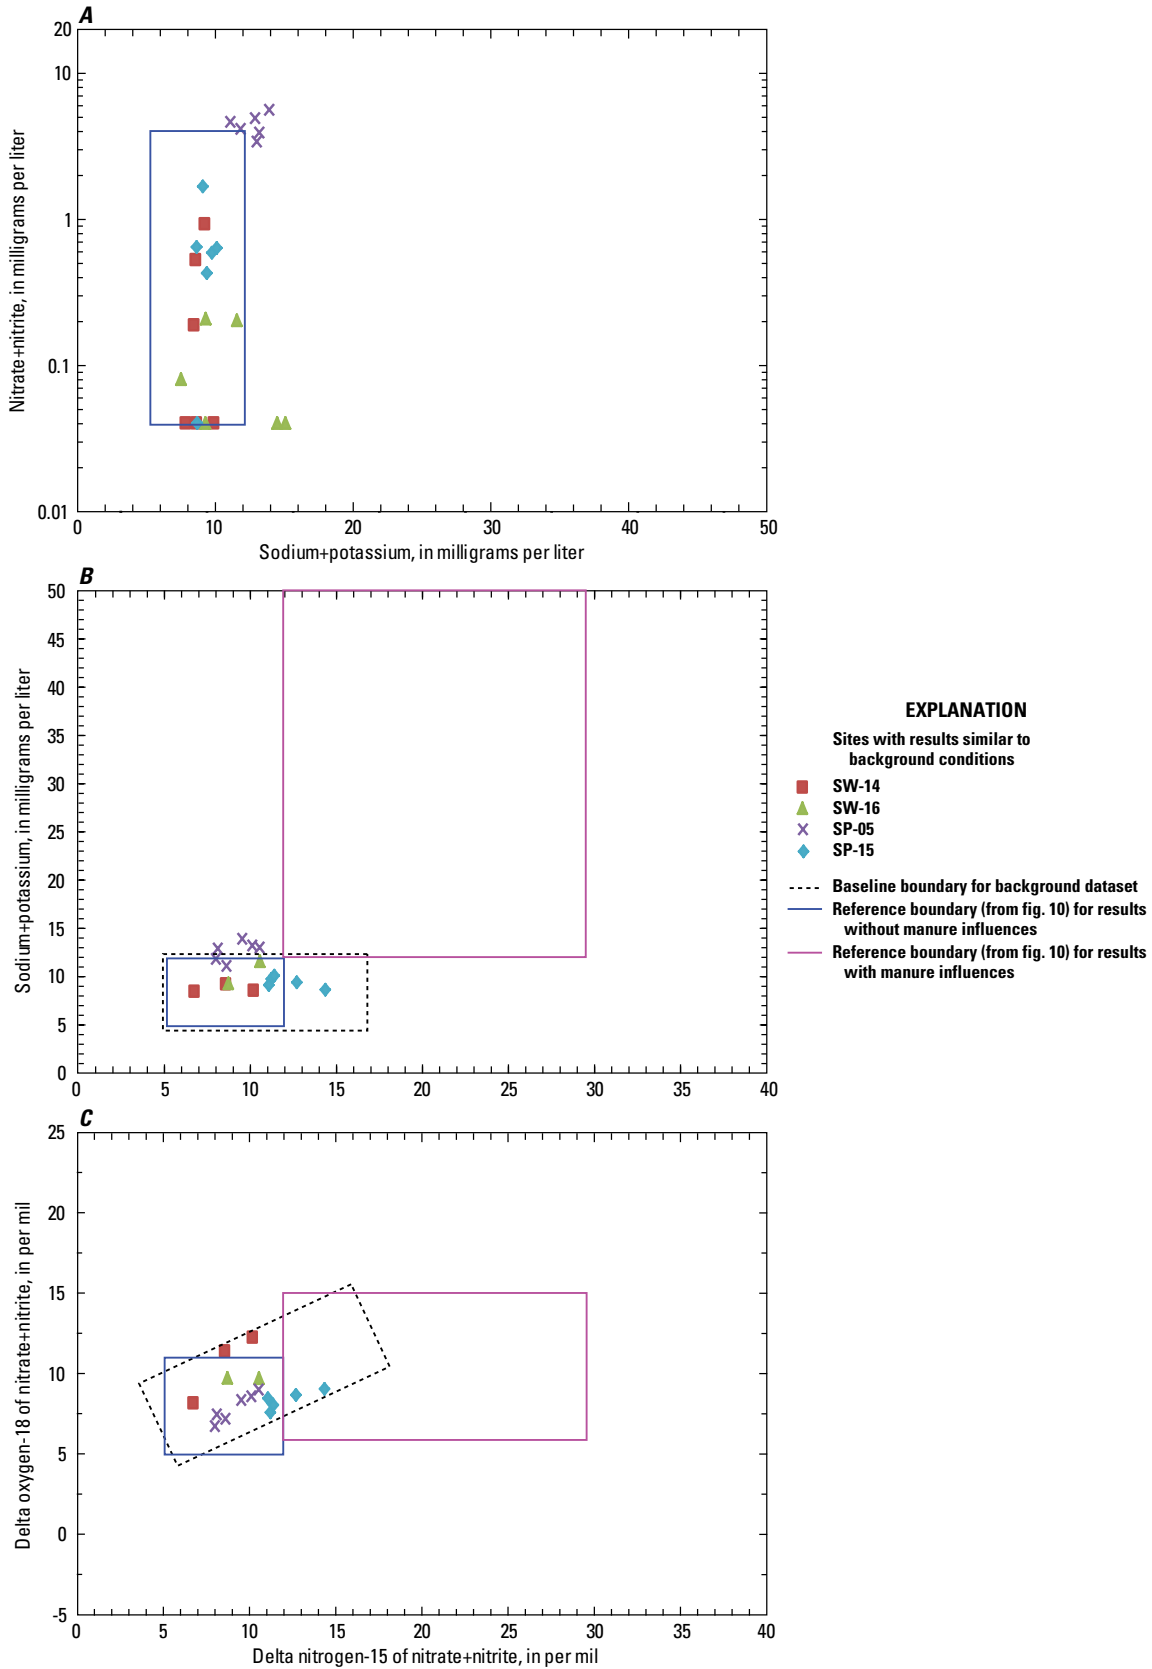 A
20
10
1
0.1
0.01
Nitrate+nitrite, in milligrams per liter
0 10 20 30 40 50
Sodium+potassium, in milligrams per liter
B
50
45
40
35
30
25
20
15
10
5
0
Sodium+potassium, in milligrams per liter
0 5 10 15 20 25 30 35 40
EXPLANATION
Sites with results similar to
background conditions
SW-14
SW-16
SP-05
SP-15
Baseline boundary for background dataset
Reference boundary (from fig. 10) for results
without manure influences
Reference boundary (from fig. 10) for results
with manure influences
C
25
20
15
10
5
0
-5
Delta oxygen-18 of nitrate+nitrite, in per mil
0 5 10 15 20 25 30 35 40
Delta nitrogen-15 of nitrate+nitrite, in per mil